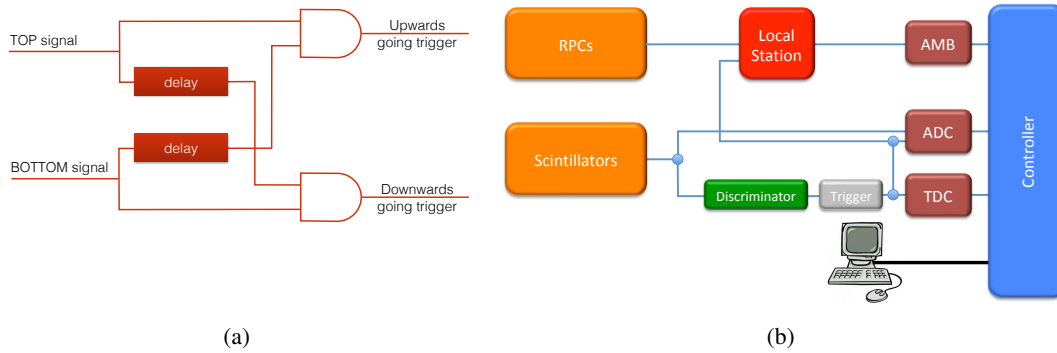 TOP signal
delay
delay
BOTTOM signal
Upwards
going trigger
Downwards
going trigger
(a)
RPCs
Local
Station
AMB
Scintillators
ADC
Discriminator
Trigger
TDC
Controller
(b)